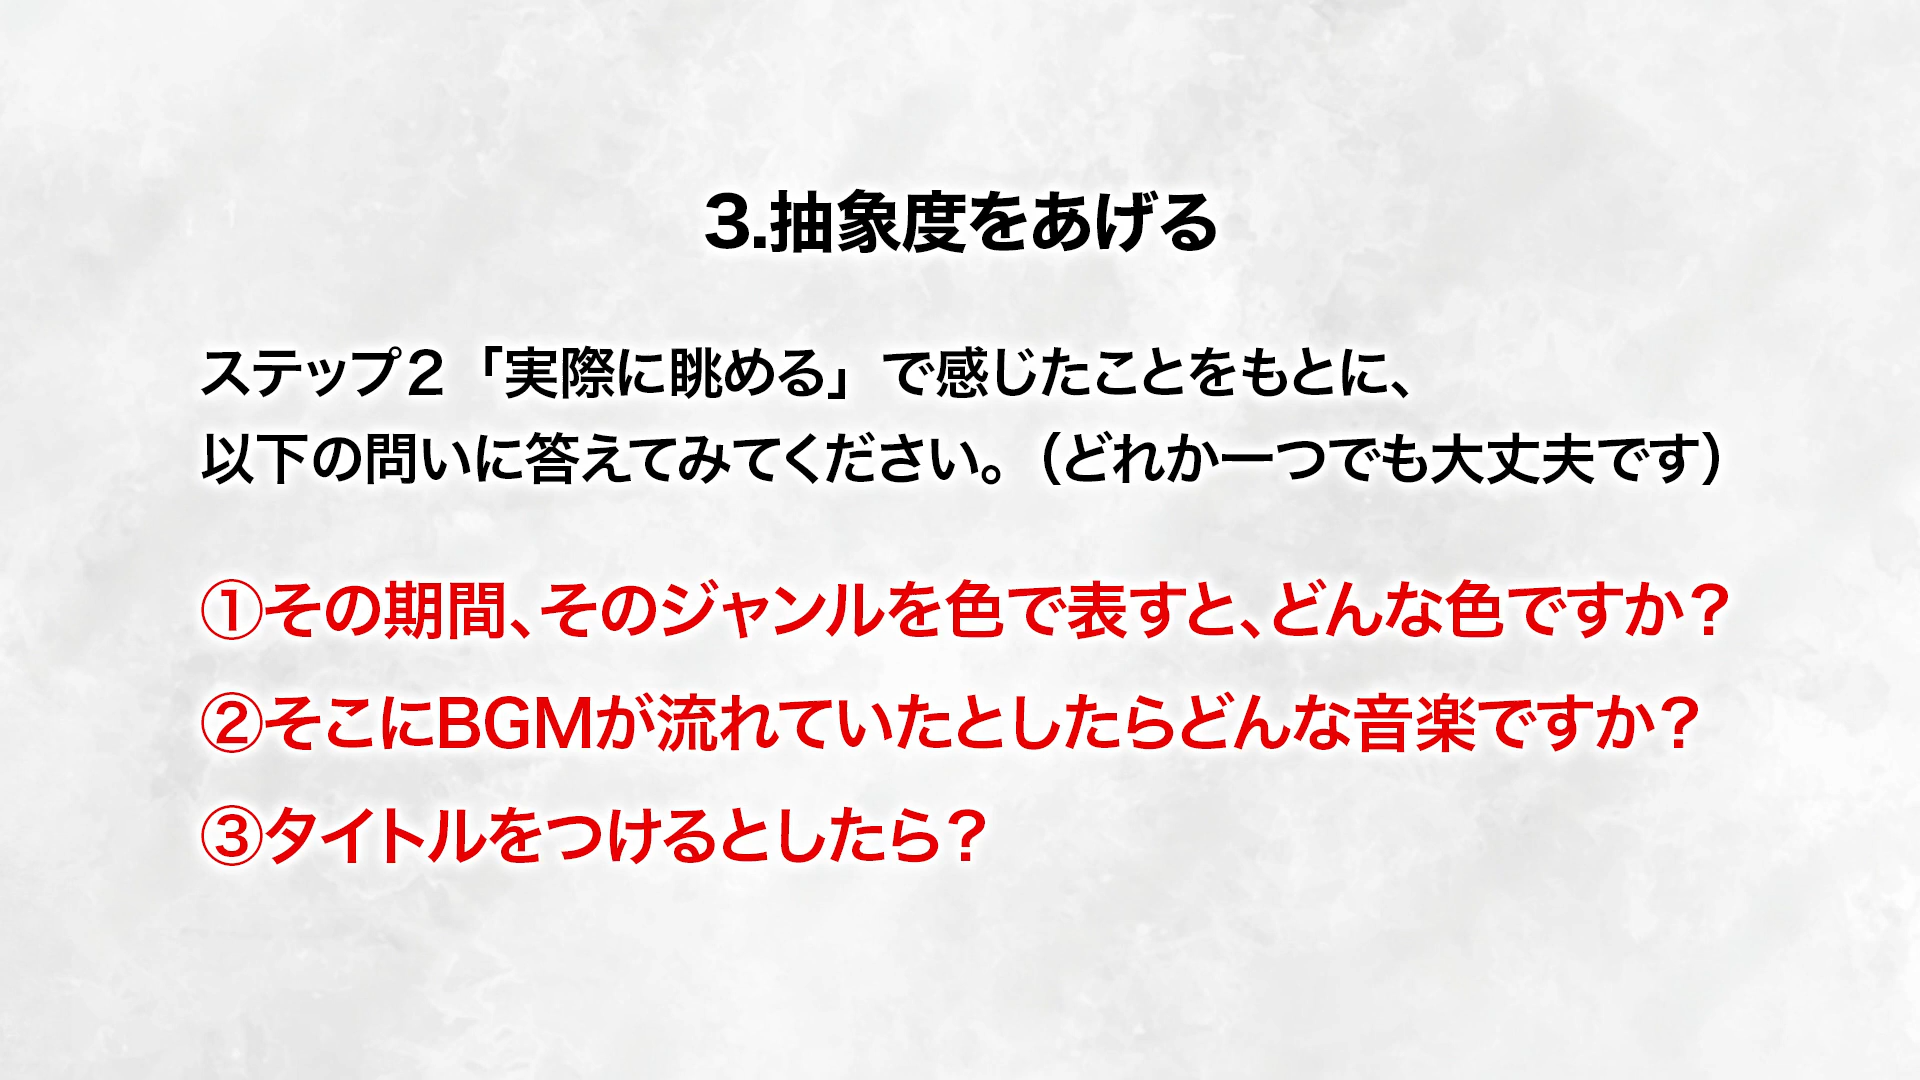 3.抽象度をあげる
ステップ２「実際に眺める」で感じたことをもとに、
以下の問いに答えてみてください。（どれか一つでも大丈夫です）
①その期間、そのジャンルを色で表すと、どんな色ですか？
②そこにBGMが流れていたとしたらどんな音楽ですか？
③タイトルをつけるとしたら？